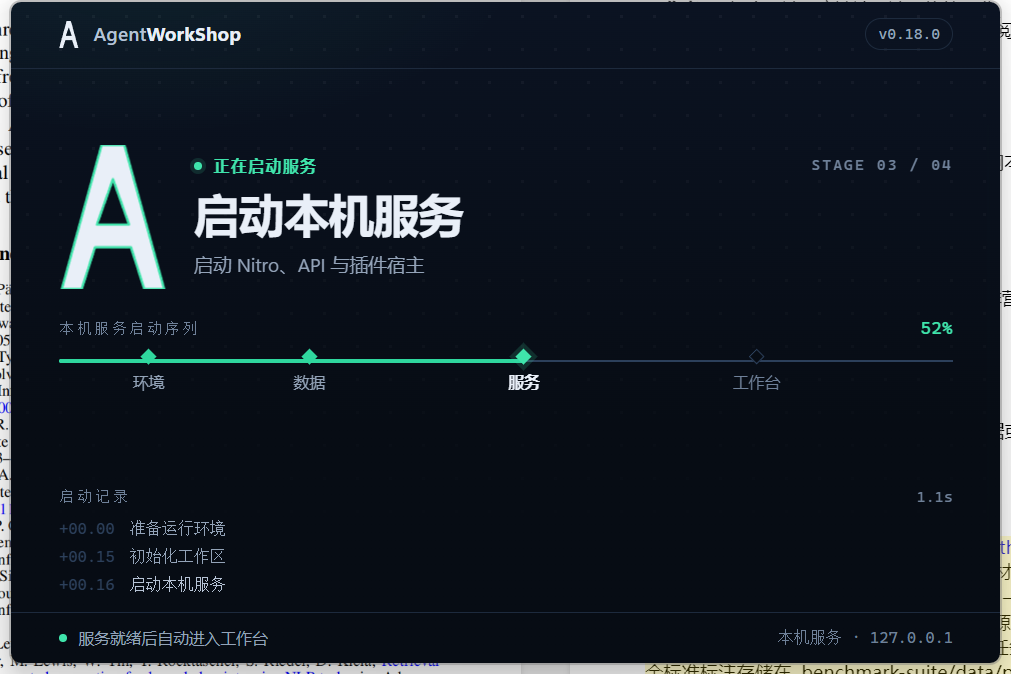 AgentWorkShop
v0.18.0
正在启动服务
STAGE 03 / 04
启动本机服务
启动 Nitro、API 与插件宿主
本机服务启动序列
52%
环境
数据
服务
工作台
启动记录
1.1s
+00.00 准备运行环境
+00.15 初始化工作区
+00.16 启动本机服务
服务就绪后自动进入工作台
本机服务 · 127.0.0.1